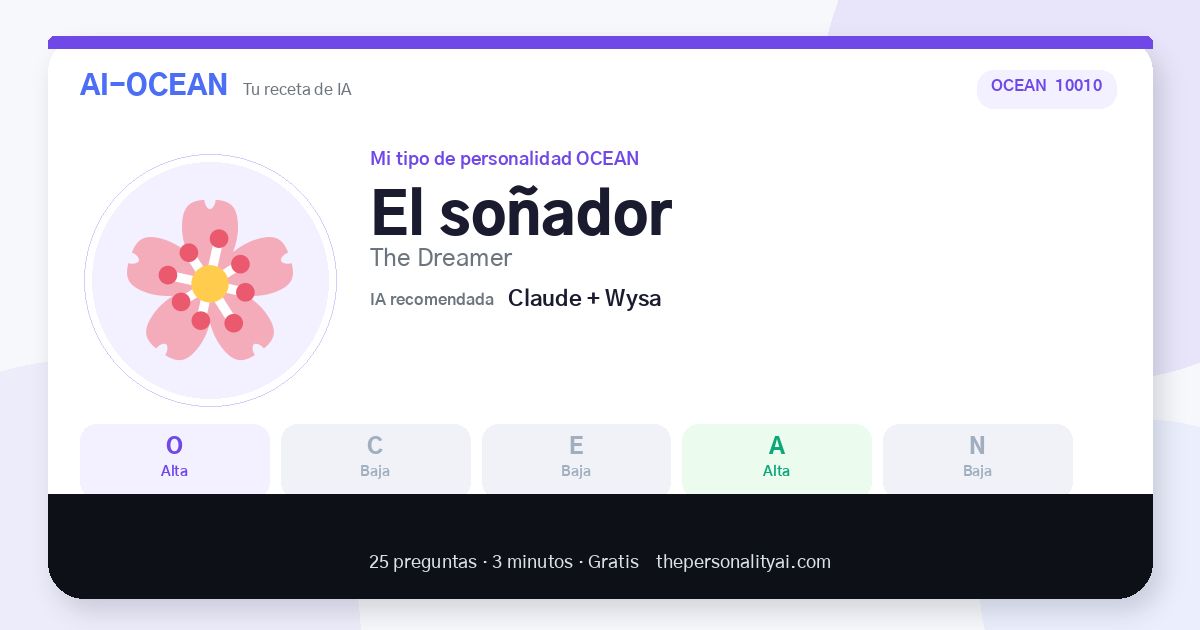 AI-OCEAN Tu receta de IA
OCEAN 10010
Mi tipo de personalidad OCEAN
El soñador
The Dreamer
IA recomendada Claude + Wysa
O
Alta
C
Baja
E
Baja
A
Alta
N
Baja
25 preguntas · 3 minutos · Gratis thepersonalityai.com